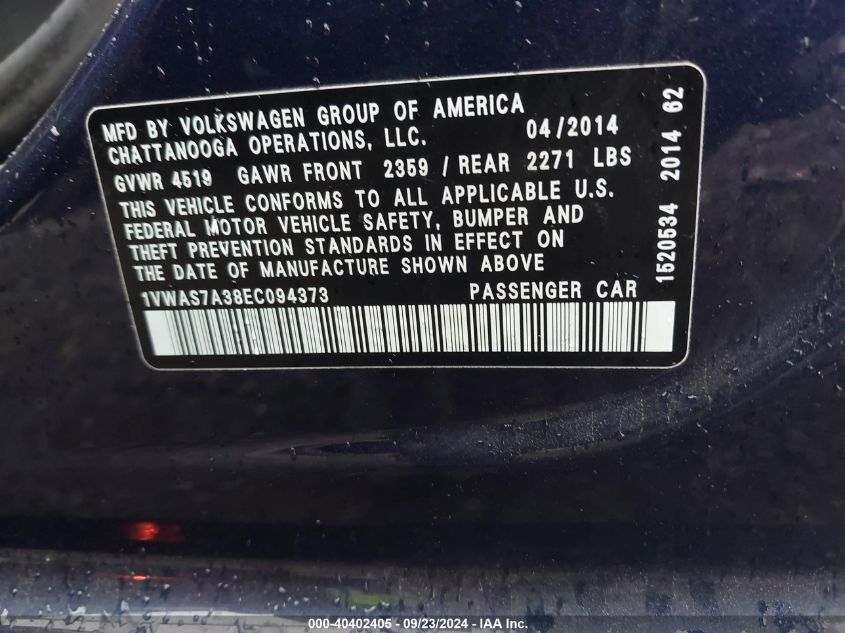 MFD BY VOLKSWAGEN GROUP OF AMERICA
CHATTANOOGA OPERATIONS, LLC. 04/2014
GVWR 4519 GAWR FRONT 2359 / REAR 2271 LBS
THIS VEHICLE CONFORMS TO ALL APPLICABLE U.S.
FEDERAL MOTOR VEHICLE SAFETY, BUMPER AND
THEFT PREVENTION STANDARDS IN EFFECT ON
THE DATE OF MANUFACTURE SHOWN ABOVE
1VWAS7A38EC094373 PASSENGER CAR
1520534 2014 62
000-40402405 - 09/23/2024 - IAA Inc.